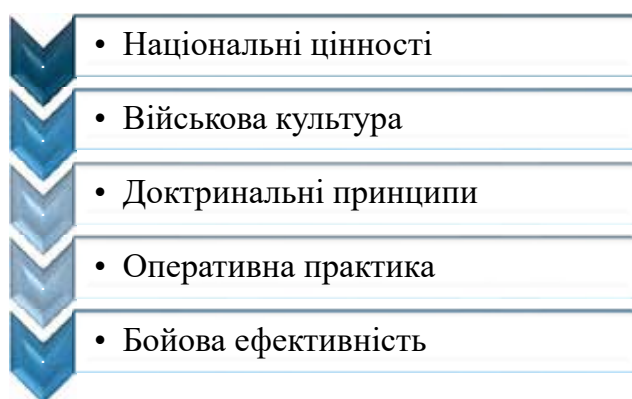 • Національні цінності
• Військова культура
• Доктринальні принципи
• Оперативна практика
• Бойова ефективність